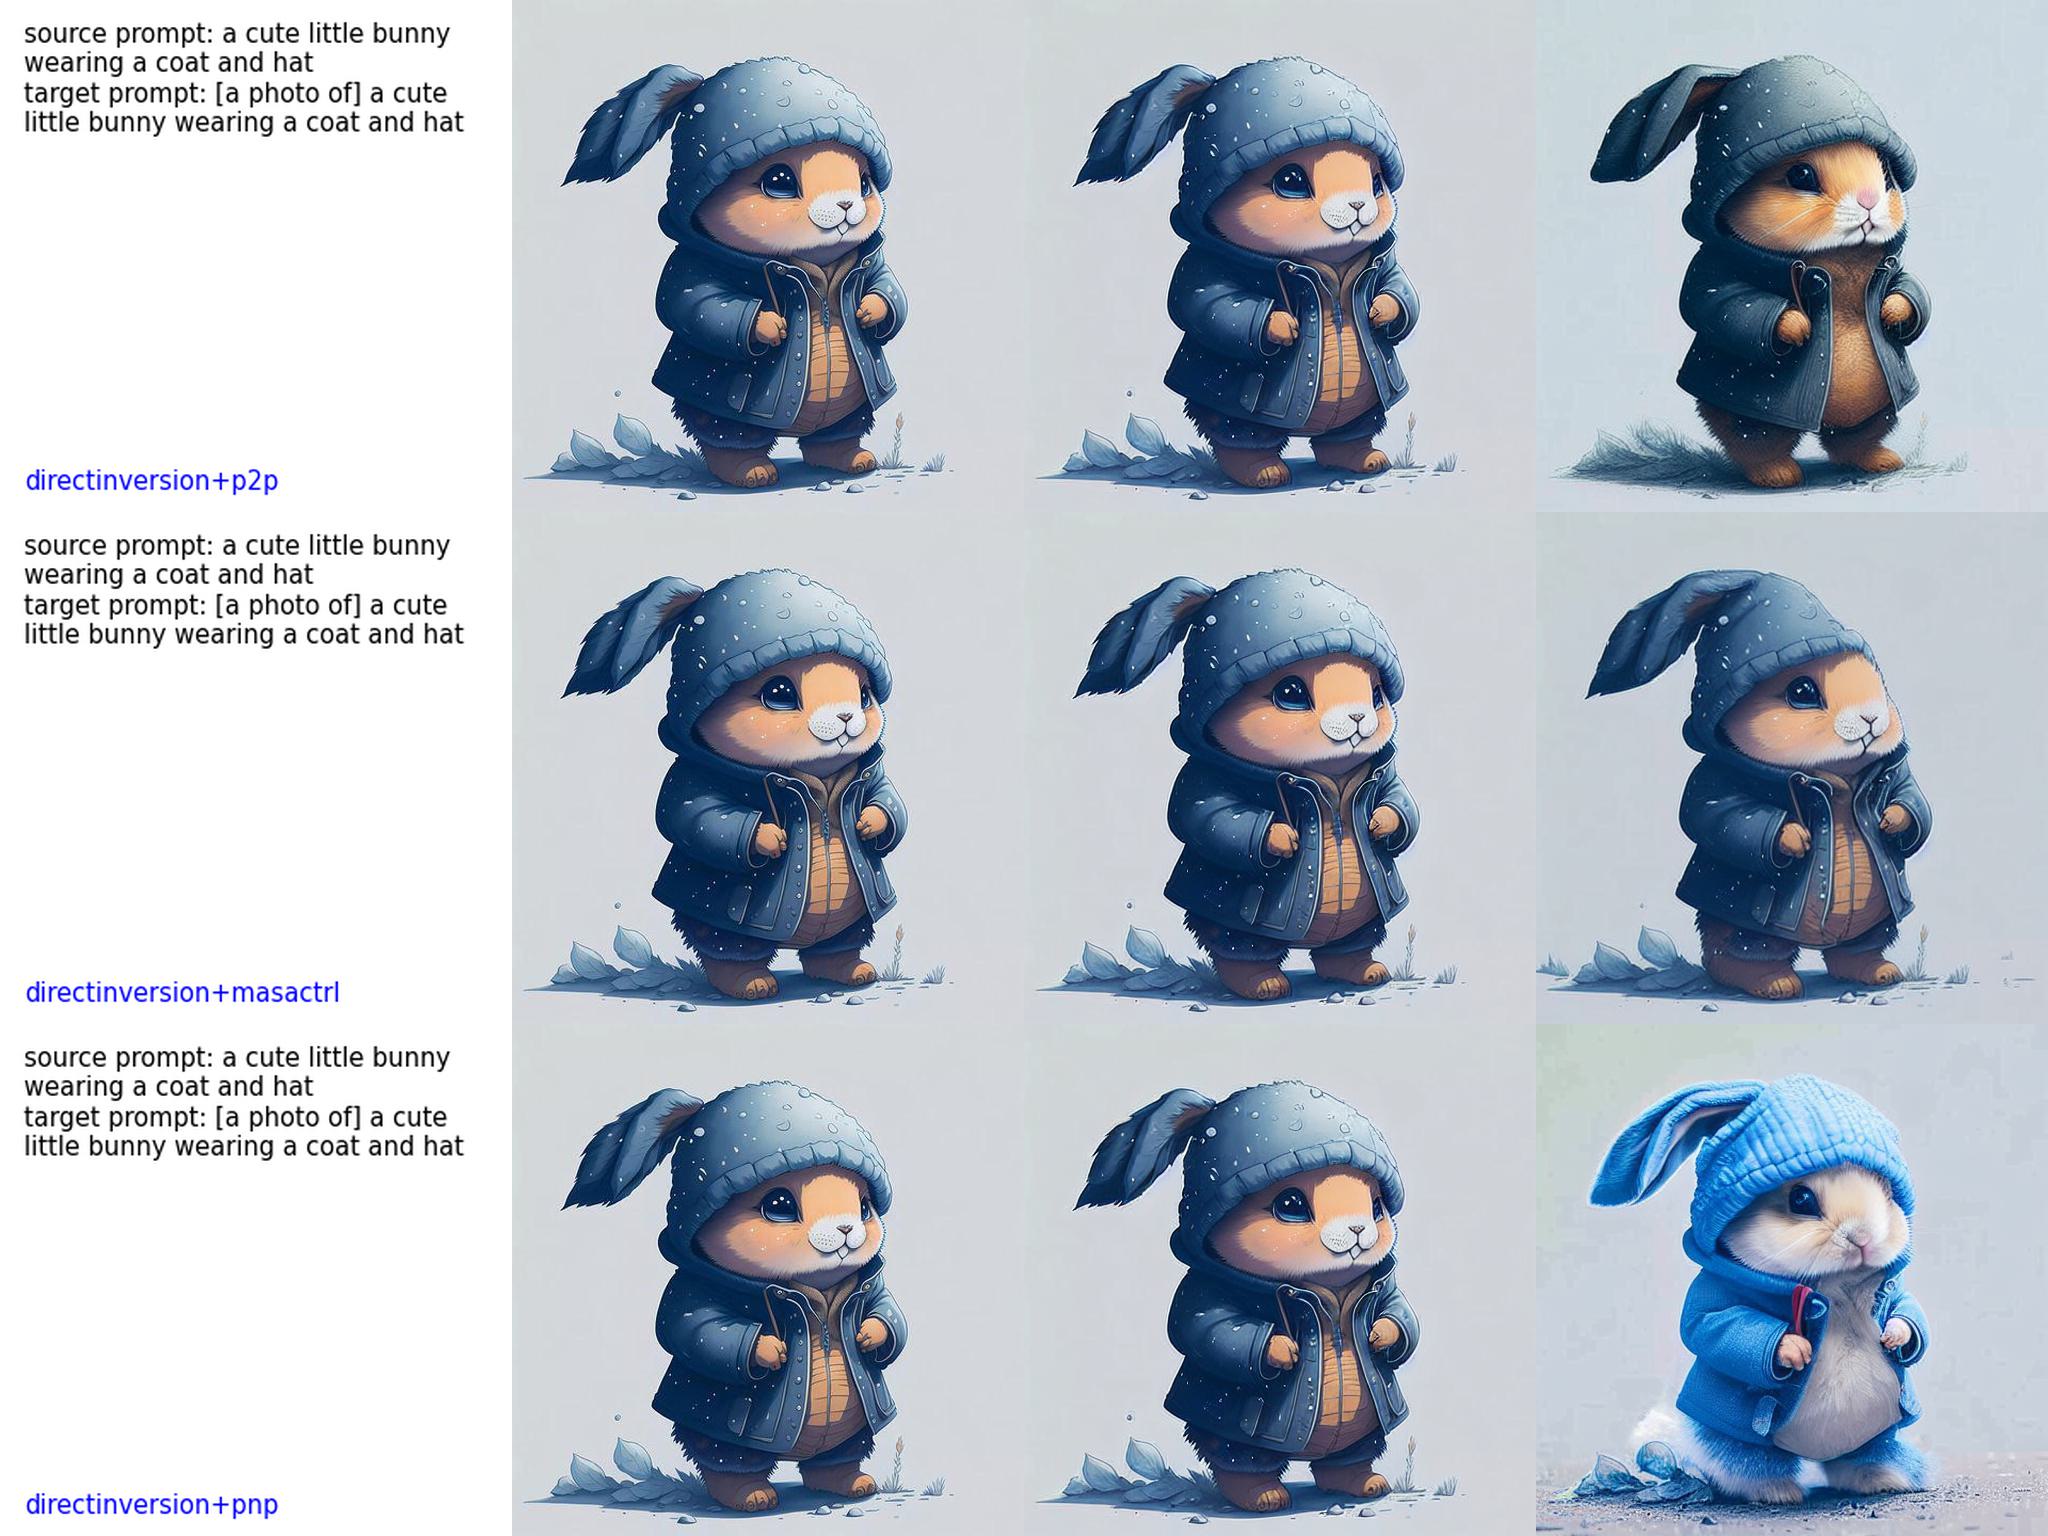 source prompt: a cute little bunny
wearing a coat and hat
target prompt: [a photo of] a cute
little bunny wearing a coat and hat
directinversion+p2p
source prompt: a cute little bunny
wearing a coat and hat
target prompt: [a photo of] a cute
little bunny wearing a coat and hat
directinversion+masactrl
source prompt: a cute little bunny
wearing a coat and hat
target prompt: [a photo of] a cute
little bunny wearing a coat and hat
directinversion+pnp